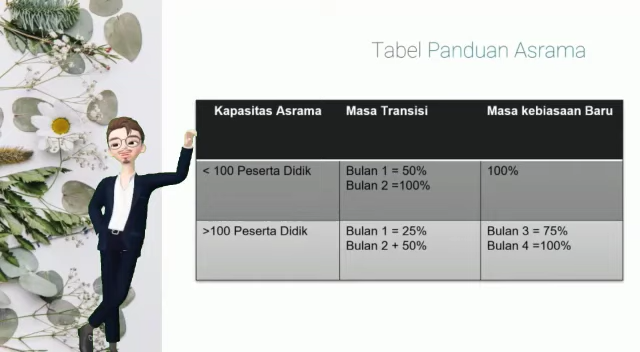 Tabel Panduan Asrama
Kapasitas Asrama Masa Transisi Masa kebiasaan Baru
< 100 Peserta Didik Bulan 1 = 50% 100%
Bulan 2 =100%
>100 Peserta Didik Bulan 1 = 25% Bulan 3 = 75%
Bulan 2 + 50% Bulan 4 =100%